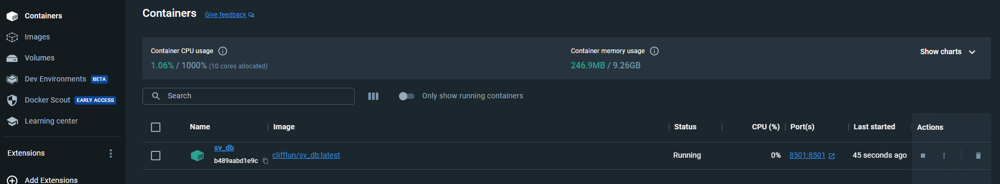 Containers
Images
Volumes
Dev Environments BETA
Docker Scout EARLY ACCESS
Learning center
Extensions
Add Extensions
Containers Give feedback
Container CPU usage
1.06% / 1000% (10 cores allocated)
Container memory usage
246.9MB / 9.26GB
Show charts
Search
Only show running containers
Name Image Status CPU (%) Port(s) Last started Actions
sv_db
b489aabd1e9c
clifflun/sv_db:latest Running 0% 8501:8501 45 seconds ago